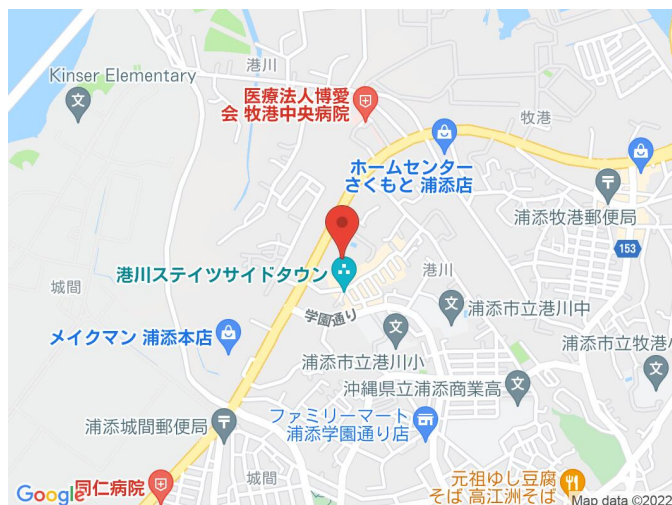 Kinser Elementary
文
港川
医療法人博愛
会 牧港中央病院
牧港
ホームセンター
さくもと 浦添店
浦添牧港郵便局
153
城間
港川ステイツサイドタウン
港川
学園通り
文
浦添市立港川中
メイクマン 浦添本店
文
浦添市立港川小
浦添市立牧港小
文
沖縄県立浦添商業高
文
浦添城間郵便局
ファミリーマート
浦添学園通り店
城間
同仁病院
元祖ゆし豆腐
そば 高江洲そば
Google
Map data ©2022